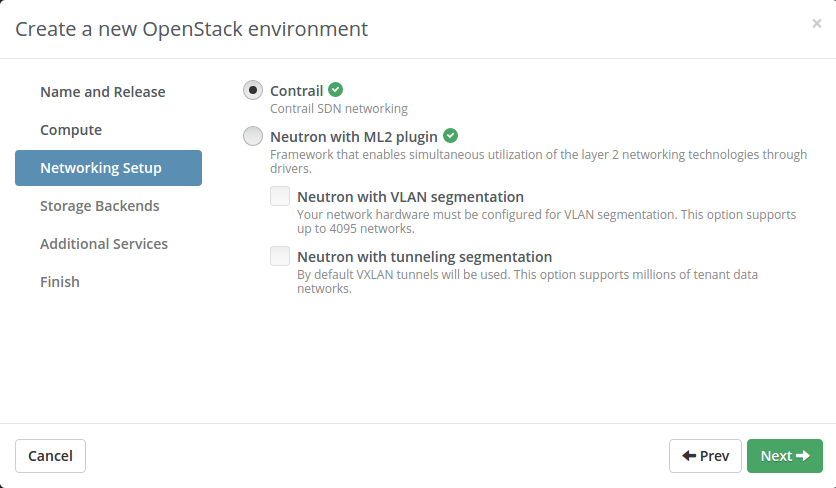 Create a new OpenStack environment
×
Name and Release
Compute
Networking Setup
Storage Backends
Additional Services
Finish
Contrail
Contrail SDN networking
Neutron with ML2 plugin
Framework that enables simultaneous utilization of the layer 2 networking technologies through
drivers.
Neutron with VLAN segmentation
Your network hardware must be configured for VLAN segmentation. This option supports
up to 4095 networks.
Neutron with tunneling segmentation
By default VXLAN tunnels will be used. This option supports millions of tenant data
networks.
Cancel
Prev
Next